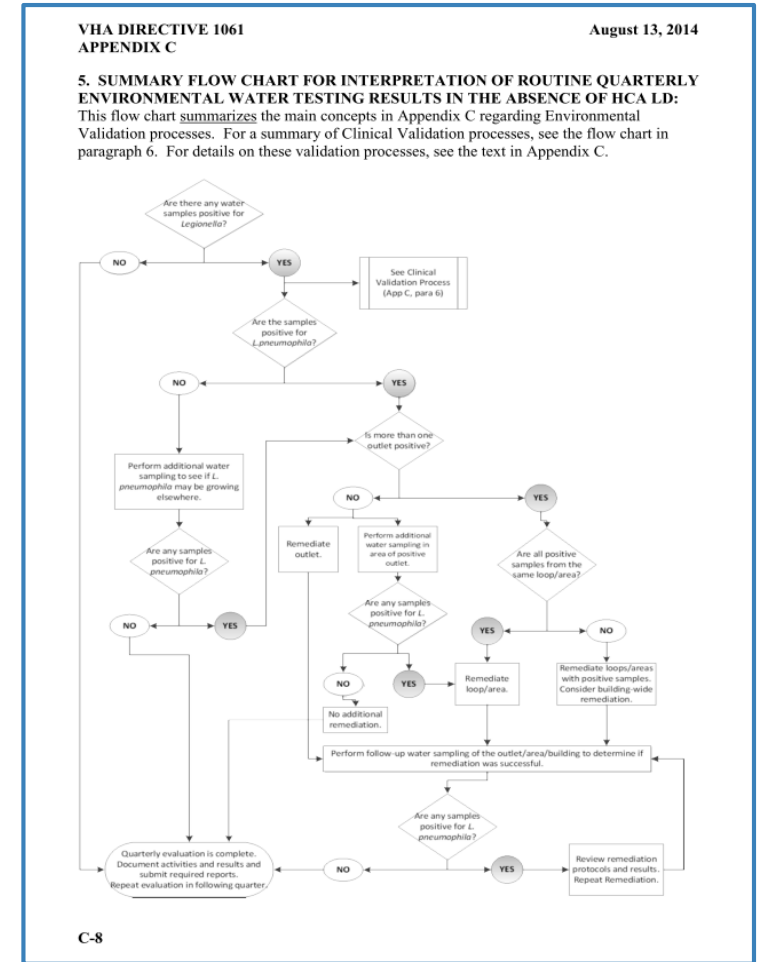 VHA DIRECTIVE 1061
August 13, 2014
APPENDIX C
5. SUMMARY FLOW CHART FOR INTERPRETATION OF ROUTINE QUARTERLY
ENVIRONMENTAL WATER TESTING RESULTS IN THE ABSENCE OF HCA LD:
This flow chart summarizes the main concepts in Appendix C regarding Environmental
Validation processes. For a summary of Clinical Validation processes, see the flow chart in
paragraph 6. For details on these validation processes, see the text in Appendix C.
Are there any water
samples positive for
Legionella?
NO
YES
See Clinical
Validation Process
(App C, para 6)
Are the samples
positive for
L.pneumophila?
NO
YES
Is more than one
outlet positive?
Perform additional water
sampling to see if L.
pneumophila may be growing
elsewhere.
NO
YES
Remediate
outlet.
Perform additional
water sampling in
area of positive
outlet.
Are all positive
samples from the
same loop/area?
Are any samples
positive for L.
pneumophila?
Are any samples
positive for L.
pneumophila?
NO
YES
YES
NO
NO
YES
Remediate
loop/area.
Remediate loops/areas
with positive samples.
Consider building-wide
remediation.
No additional
remediation.
Perform follow-up water sampling of the outlet/area/building to determine if
remediation was successful.
Are any samples
positive for L.
pneumophila?
Quarterly evaluation is complete.
Document activities and results and
submit required reports.
Repeat evaluation in following quarter.
NO
YES
Review remediation
protocols and results.
Repeat Remediation.
C-8